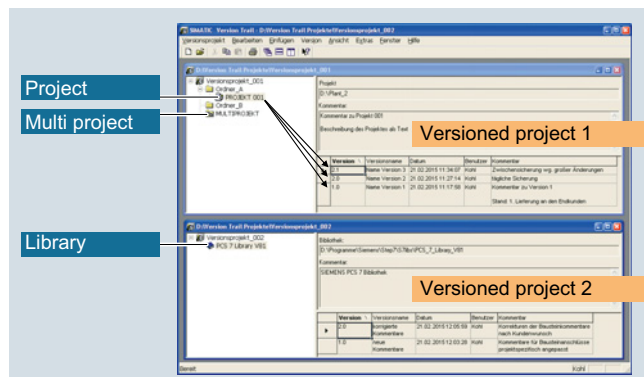 SIMATIC Version Trail - D:\Version Trail Projekte\Versionsprojekt_002
Versionsprojekt Bearbeiten Einfügen Version Ansicht Extras Fenster Hilfe
D:\Version Trail Projekte\Versionsprojekt_001
Project
Multi project
Versionsprojekt_001
Ordner_A
PROJEKT 001
Ordner_B
MULTIPROJEKT
Projekt
D:\Plant_2
Kommentar
Kommentar zu Projekt 001
Beschreibung des Projektes als Text
Versioned project 1
Version Versionsname Datum Benutzer Kommentar
2.1 Name Version 3 21.02.2015 11:34:07 Kohl Zwischensicherung wg. großer Änderungen
2.0 Name Version 2 21.02.2015 11:27:14 Kohl tägliche Sicherung
1.0 Name Version 1 21.02.2015 11:17:58 Kohl Kommentar zu Version 1
Stand: 1. Lieferung an den Endkunden
D:\Version Trail Projekte\Versionsprojekt_002
Library
Versionsprojekt_002
PCS 7 Library V81
Bibliothek:
D:\Programme\Siemens\Step7\S7libs\PCS_7_Library_V81
Kommentar:
SIEMENS PCS 7 Bibliothek
Versioned project 2
Version Versionsname Datum Benutzer Kommentar
2.0 korrigierte Kommentare 21.02.2015 12:05:59 Kohl Korrekturen der Bausteinkommentare nach Kundenwunsch
1.0 neue Kommentare 21.02.2015 12:03:28 Kohl Kommentare für Bausteinanschlüsse projektspezifisch angepasst
Bereit
Kohl